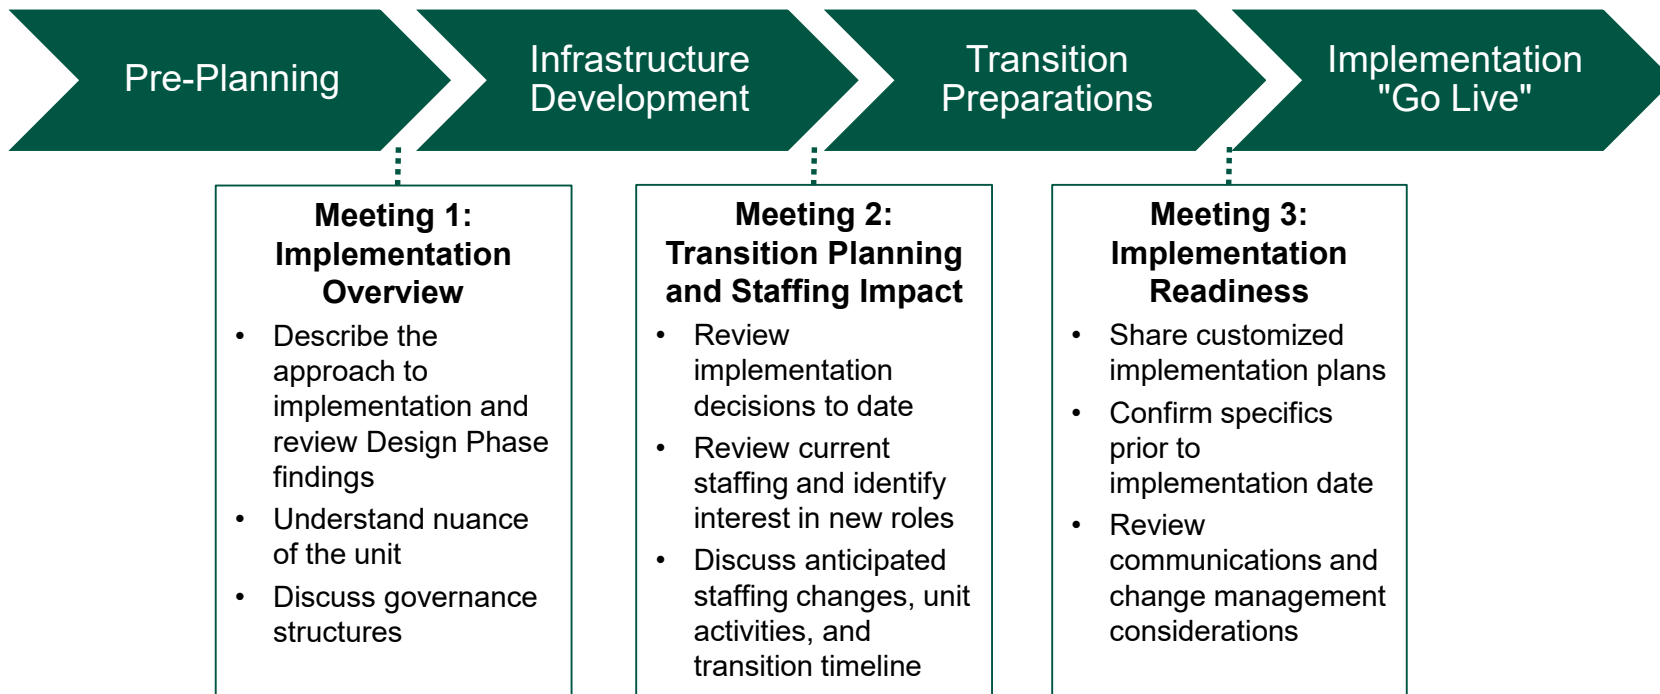 Pre-Planning
Infrastructure
Development
Transition
Preparations
Implementation
"Go Live"
Meeting 1:
Implementation
Overview
• Describe the
approach to
implementation and
review Design Phase
findings
• Understand nuance
of the unit
• Discuss governance
structures
Meeting 2:
Transition Planning
and Staffing Impact
• Review
implementation
decisions to date
• Review current
staffing and identify
interest in new roles
• Discuss anticipated
staffing changes, unit
activities, and
transition timeline
Meeting 3:
Implementation
Readiness
• Share customized
implementation plans
• Confirm specifics
prior to
implementation date
• Review
communications and
change management
considerations